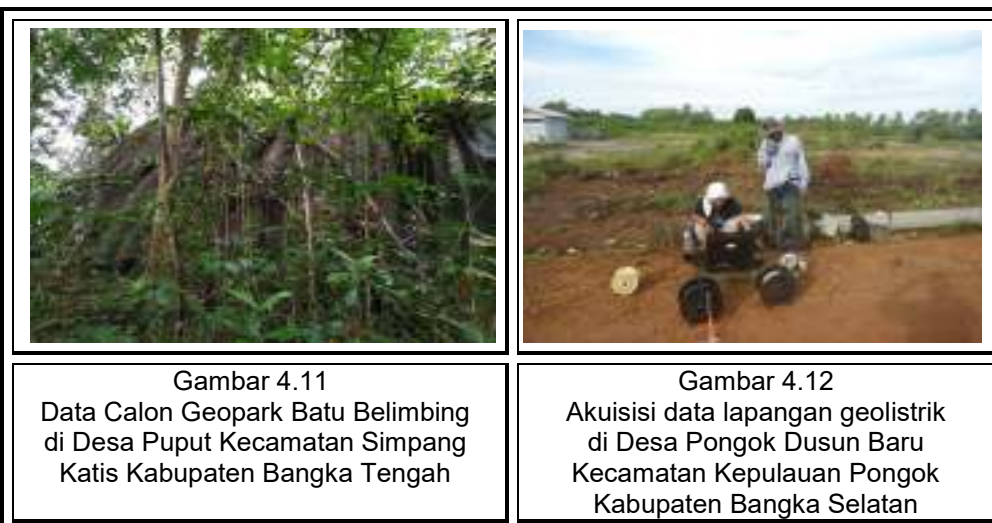 Gambar 4.11
Data Calon Geopark Batu Belimbing
di Desa Puput Kecamatan Simpang
Katis Kabupaten Bangka Tengah
Gambar 4.12
Akuisisi data lapangan geolistrik
di Desa Pongok Dusun Baru
Kecamatan Kepulauan Pongok
Kabupaten Bangka Selatan